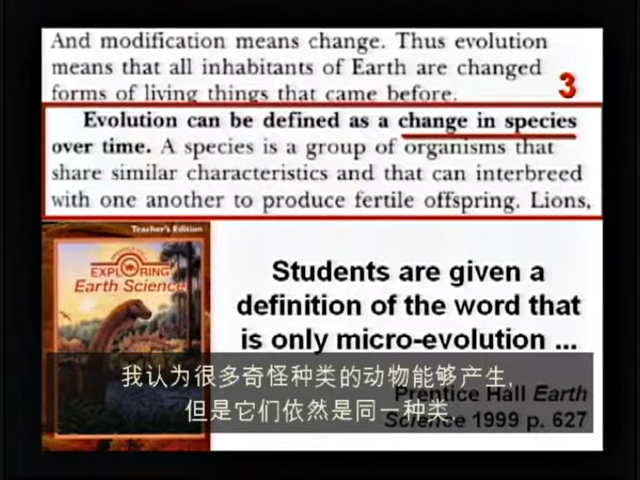 And modification means change. Thus evolution
means that all inhabitants of Earth are changed
forms of living things that came before.
3
Evolution can be defined as a change in species
over time. A species is a group of organisms that
share similar characteristics and that can interbreed
with one another to produce fertile offspring. Lions,
Teacher's Edition
EXPLORING
Earth Science
Students are given a
definition of the word that
is only micro-evolution ...
Prentice Hall Earth
Science 1999 p. 627
我认为很多奇怪种类的动物能够产生,
但是它们依然是同一种类.